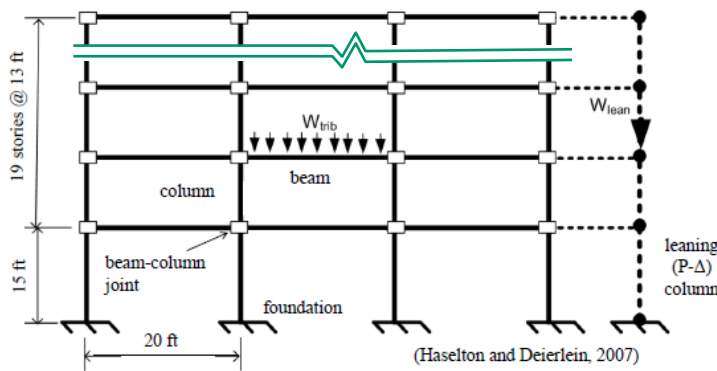 19 stories @ 13 ft
W_trib
W_lean
column
beam
15 ft
beam-column
joint
foundation
leaning
(P-Δ)
column
20 ft
(Haselton and Deierlein, 2007)